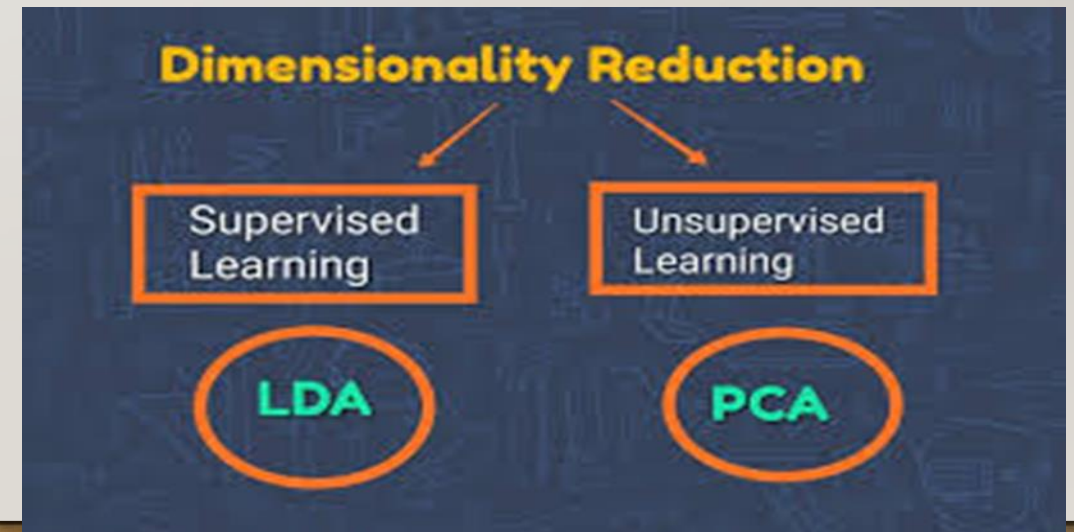 Dimensionality Reduction
Supervised
Learning
Unsupervised
Learning
LDA
PCA